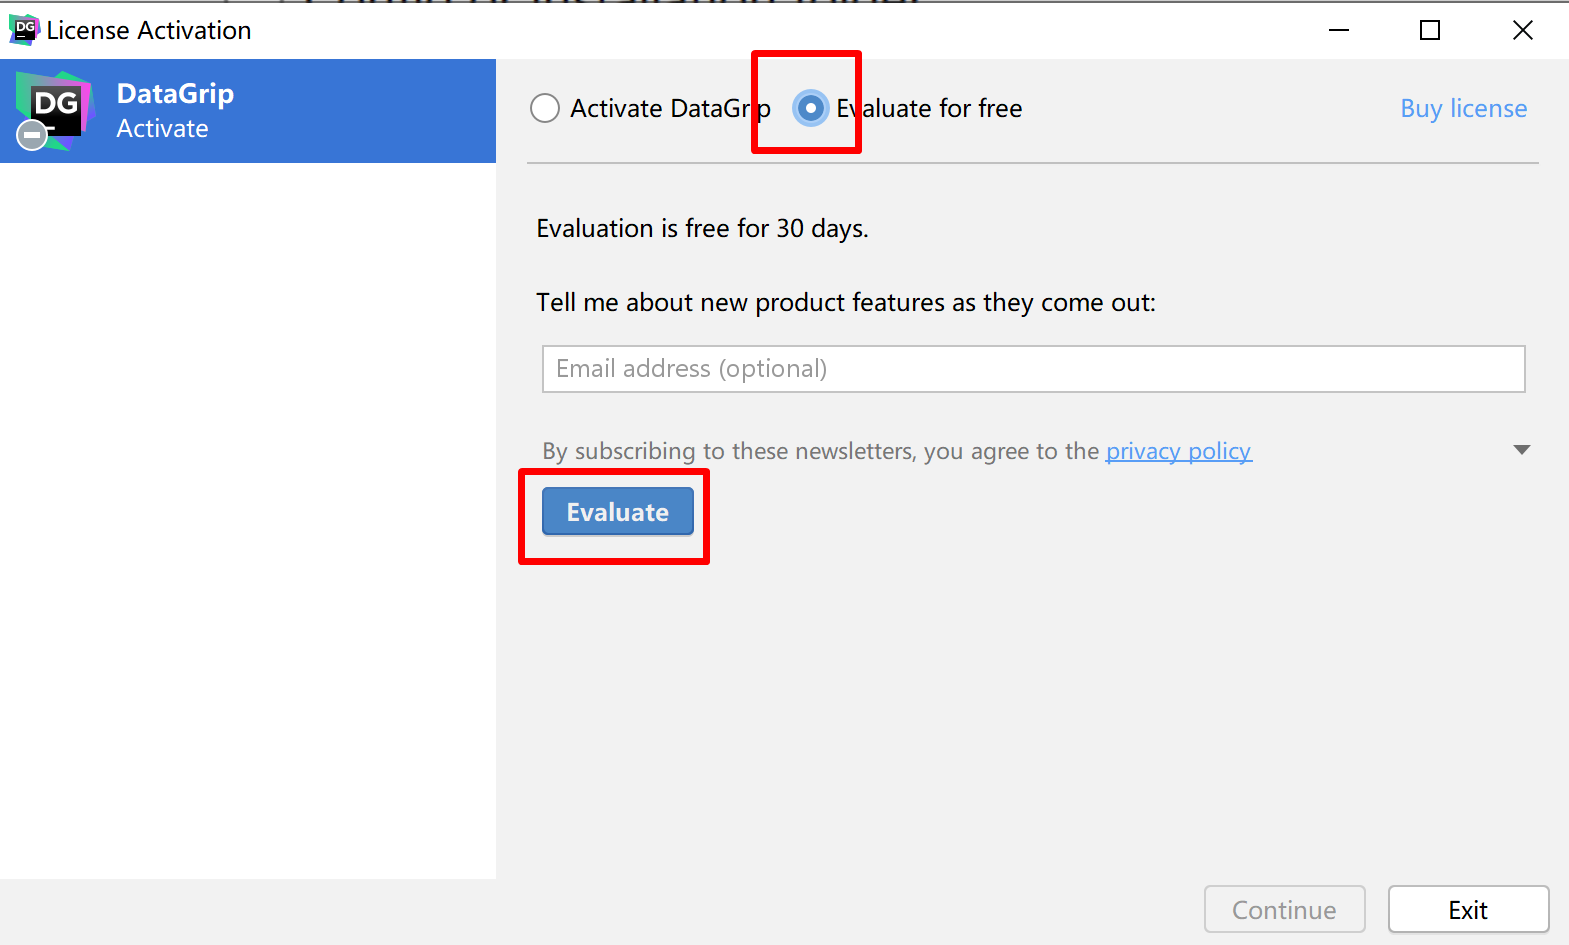 License Activation
DG
DataGrip
Activate
Activate DataGrip
Evaluate for free
Buy license
Evaluation is free for 30 days.
Tell me about new product features as they come out:
Email address (optional)
By subscribing to these newsletters, you agree to the privacy policy
Evaluate
Continue
Exit